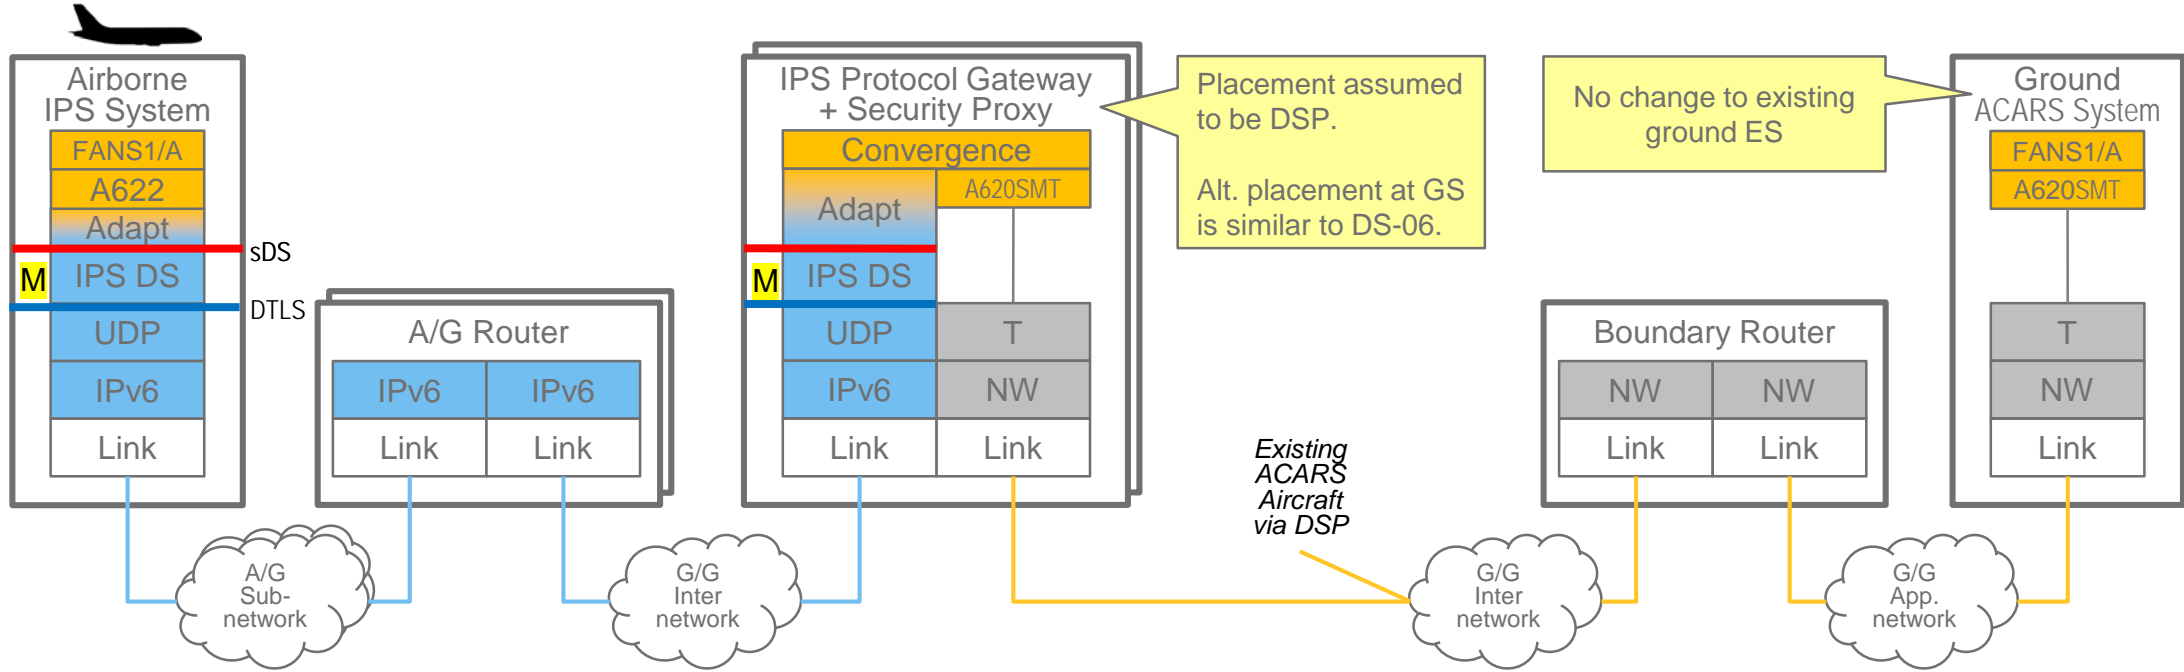 Airborne
IPS System
FANS1/A
A622
Adapt
sDS
M
IPS DS
DTLS
UDP
IPv6
Link
A/G Router
IPv6 IPv6
Link Link
IPS Protocol Gateway
+ Security Proxy
Convergence
Adapt
A620SMT
M
IPS DS
UDP T
IPv6 NW
Link Link
Placement assumed
to be DSP.
Alt. placement at GS
is similar to DS-06.
No change to existing
ground ES
Boundary Router
NW NW
Link Link
Ground
ACARS System
FANS1/A
A620SMT
T
NW
Link
Existing
ACARS
Aircraft
via DSP
A/G
Sub-
network
G/G
Inter
network
G/G
Inter
network
G/G
App.
network